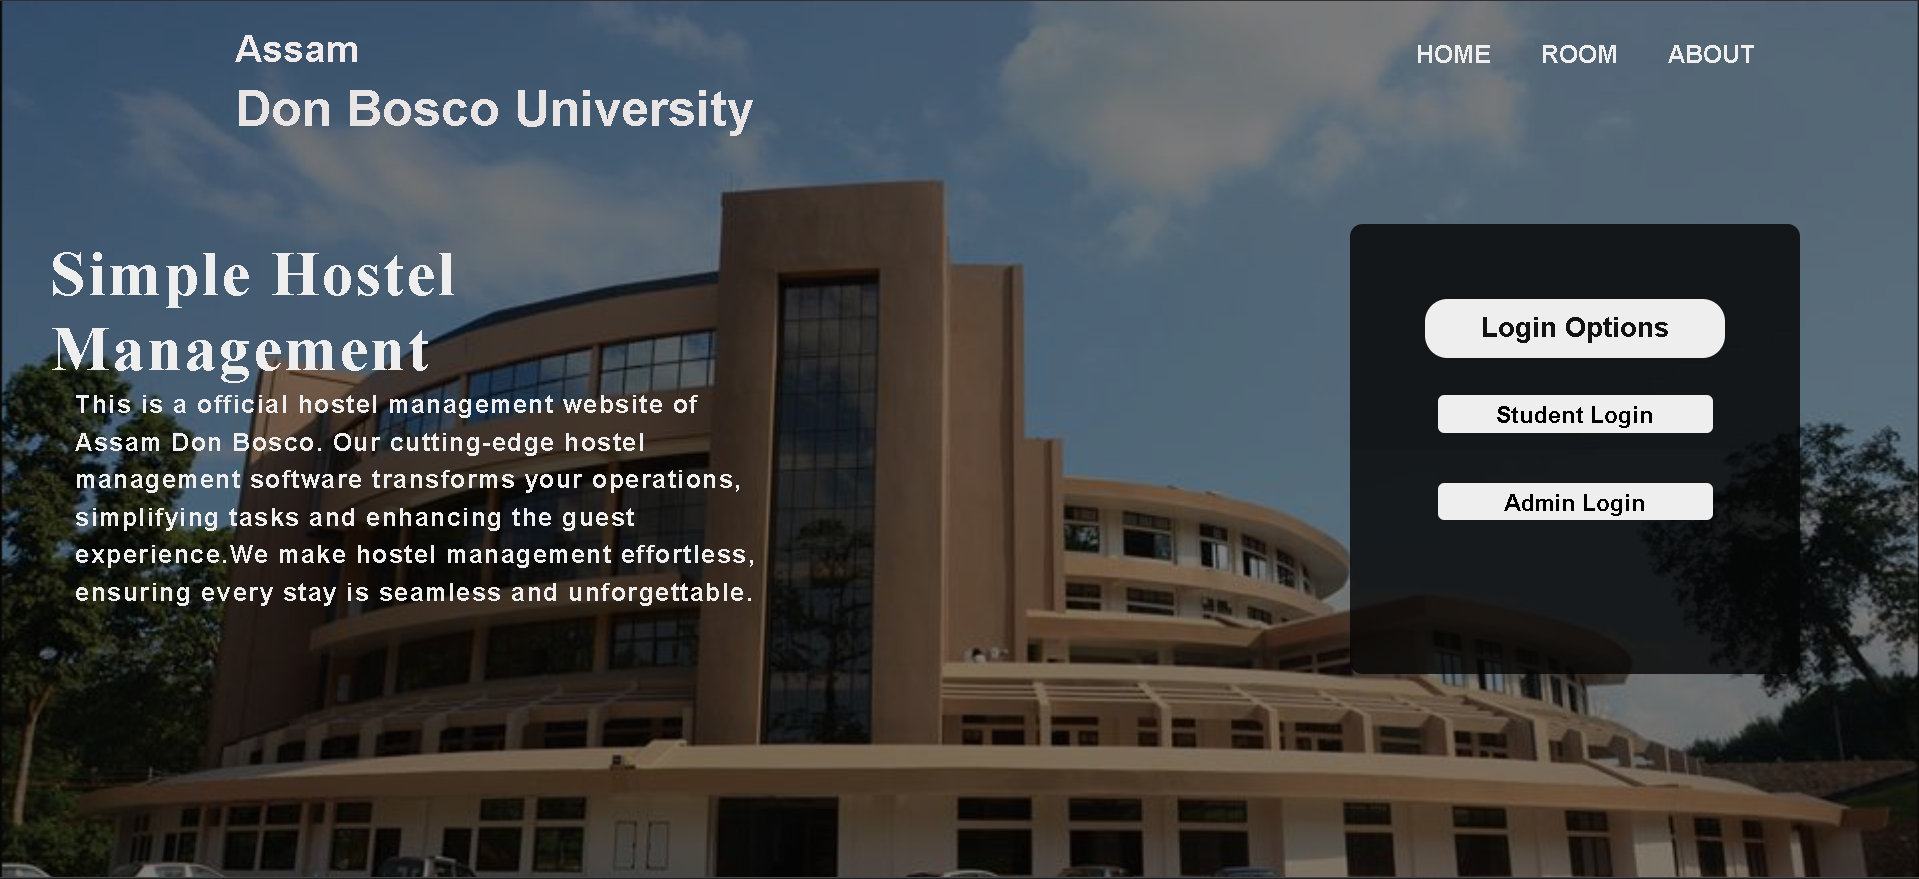 Assam
Don Bosco University
HOME ROOM ABOUT
Simple Hostel
Management
This is a official hostel management website of
Assam Don Bosco. Our cutting-edge hostel
management software transforms your operations,
simplifying tasks and enhancing the guest
experience.We make hostel management effortless,
ensuring every stay is seamless and unforgettable.
Login Options
Student Login
Admin Login